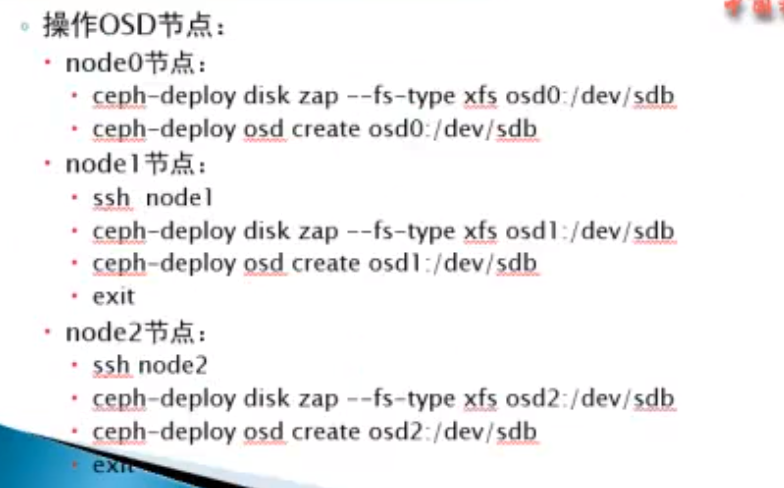 操作OSD节点：
node0节点：
ceph-deploy disk zap --fs-type xfs osd0:/dev/sdb
ceph-deploy osd create osd0:/dev/sdb
node1节点：
ssh  node1
ceph-deploy disk zap --fs-type xfs osd1:/dev/sdb
ceph-deploy osd create osd1:/dev/sdb
exit
node2节点：
ssh node2
ceph-deploy disk zap --fs-type xfs osd2:/dev/sdb
ceph-deploy osd create osd2:/dev/sdb
exit